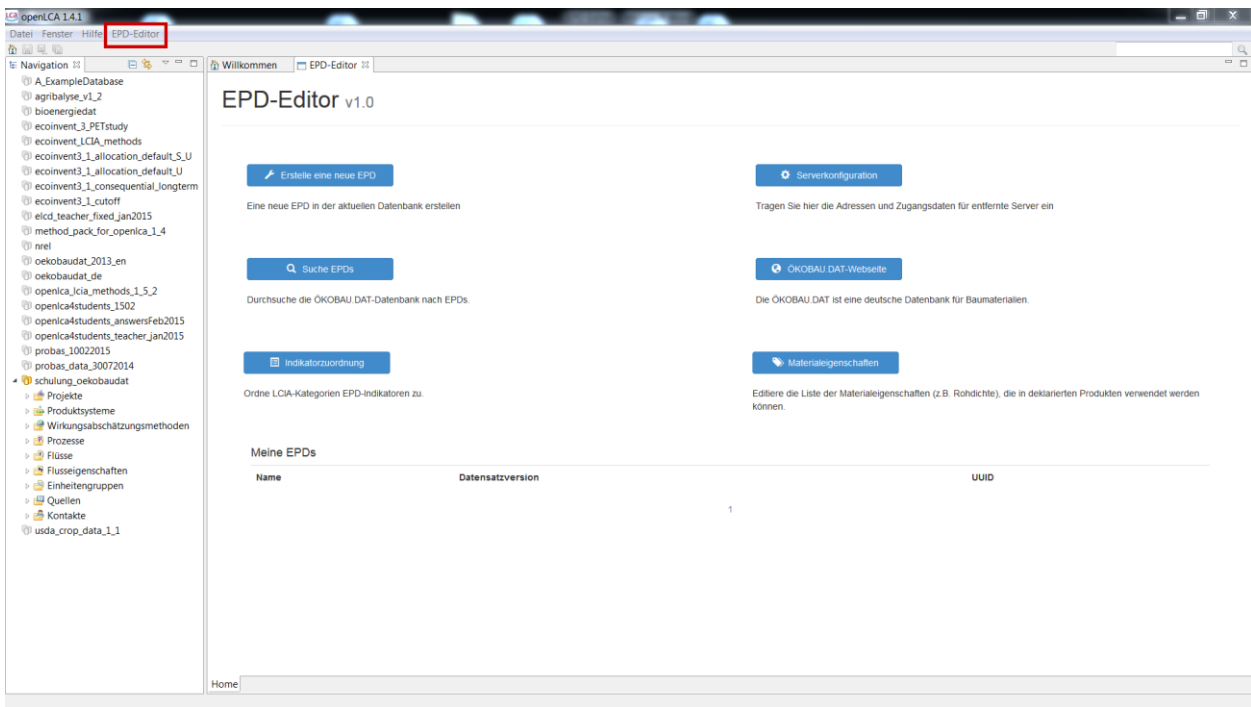 LCA openLCA 1.4.1
Datei Fenster Hilfe EPD-Editor
Navigation
Willkommen EPD-Editor
A_ExampleDatabase
agribalyse_v1_2
bioenergiedat
ecoinvent_3_PETstudy
ecoinvent_LCIA_methods
ecoinvent3_1_allocation_default_S_U
ecoinvent3_1_allocation_default_U
ecoinvent3_1_consequential_longterm
ecoinvent3_1_cutoff
elcd_teacher_fixed_jan2015
method_pack_for_openlca_1_4
nrel
oekobaudat_2013_en
oekobaudat_de
openlca_lcia_methods_1_5_2
openlca4students_1502
openlca4students_answersFeb2015
openlca4students_teacher_jan2015
probas_10022015
probas_data_30072014
schulung_oekobaudat
Projekte
Produktsysteme
Wirkungsabschätzungsmethoden
Prozesse
Flüsse
Flusseigenschaften
Einheitengruppen
Quellen
Kontakte
usda_crop_data_1_1
EPD-Editor v1.0
Erstelle eine neue EPD
Eine neue EPD in der aktuellen Datenbank erstellen
Serverkonfiguration
Tragen Sie hier die Adressen und Zugangsdaten für entfernte Server ein
Suche EPDs
Durchsuche die ÖKOBAU.DAT-Datenbank nach EPDs.
ÖKOBAU.DAT-Webseite
Die ÖKOBAU.DAT ist eine deutsche Datenbank für Baumaterialien.
Indikatorzuordnung
Ordne LCIA-Kategorien EPD-Indikatoren zu.
Materialeigenschaften
Editiere die Liste der Materialeigenschaften (z.B. Rohdichte), die in deklarierten Produkten verwendet werden
können.
Meine EPDs
Name Datensatzversion UUID
1
Home